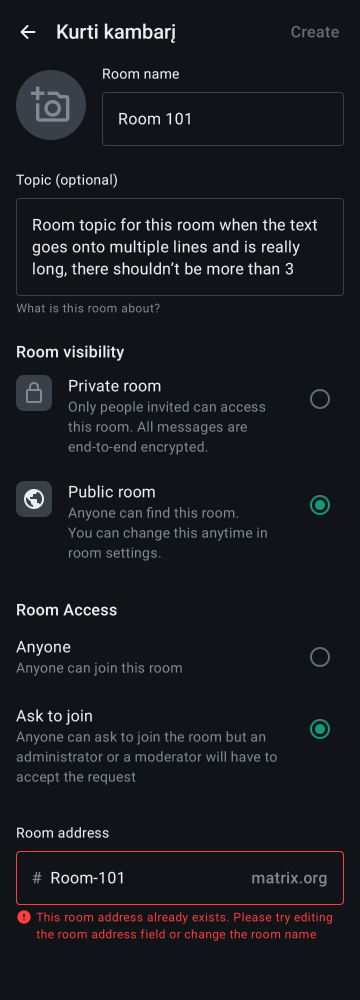 Kurti kambarį
Create
Room name
Room 101
Topic (optional)
Room topic for this room when the text
goes onto multiple lines and is really
long, there shouldn’t be more than 3
What is this room about?
Room visibility
Private room
Only people invited can access
this room. All messages are
end-to-end encrypted.
Public room
Anyone can find this room.
You can change this anytime in
room settings.
Room Access
Anyone
Anyone can join this room
Ask to join
Anyone can ask to join the room but an
administrator or a moderator will have to
accept the request
Room address
# Room-101 matrix.org
This room address already exists. Please try editing
the room address field or change the room name